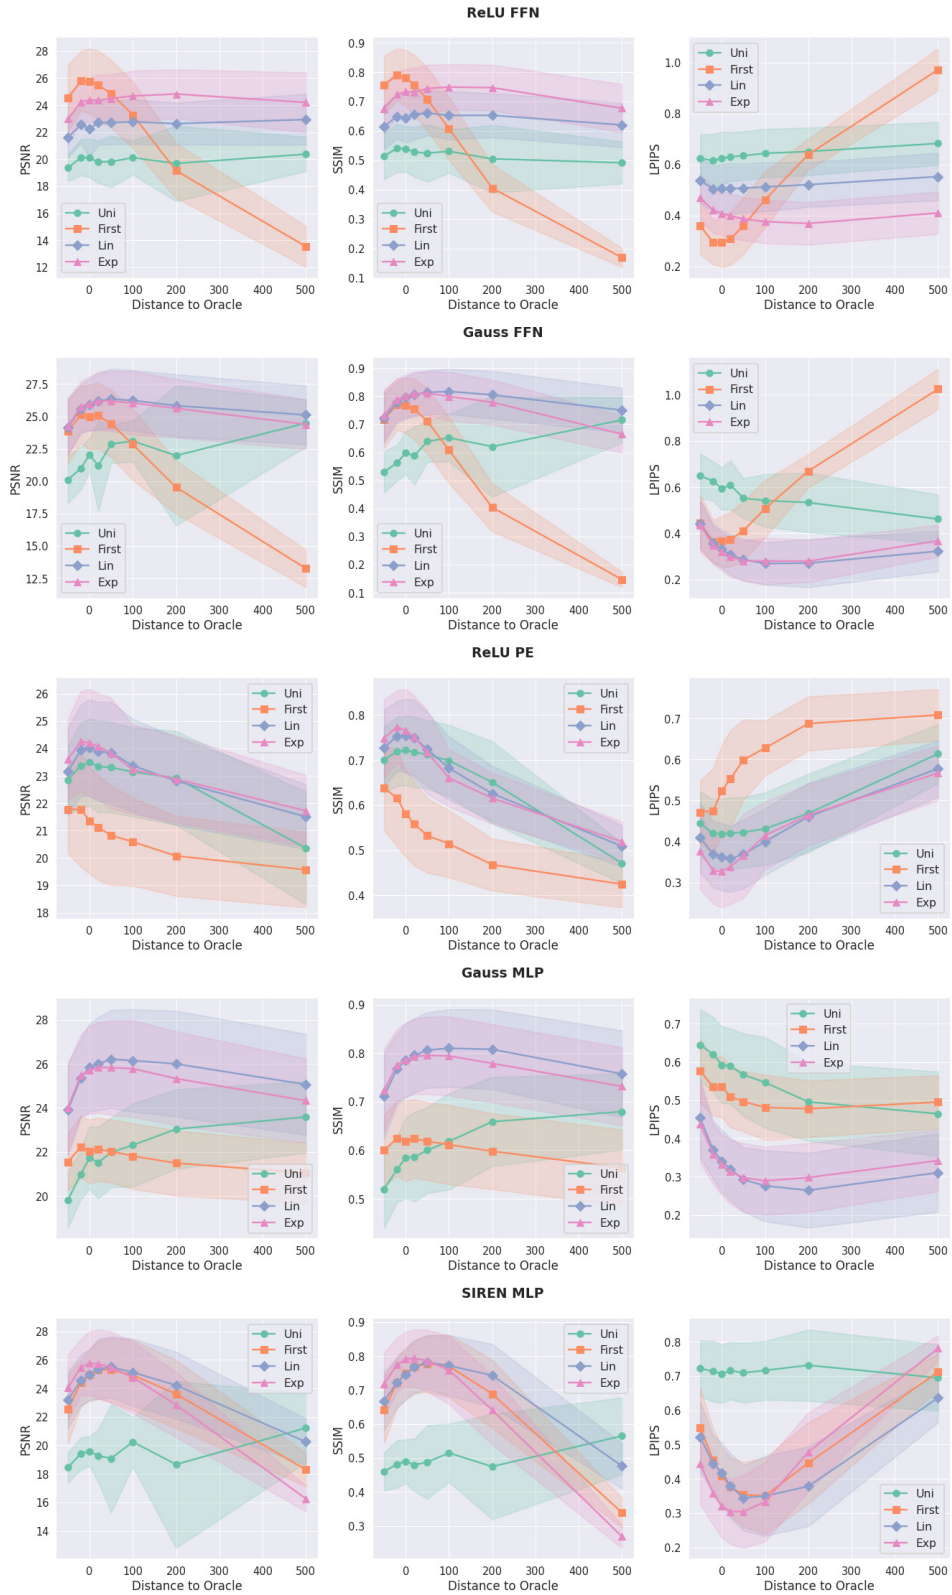 ReLU FFN
PSNR
28
26
24
22
20
18
16
14
12
Uni
First
Lin
Exp
0 100 200 300 400 500
Distance to Oracle
SSIM
0.9
0.8
0.7
0.6
0.5
0.4
0.3
0.2
0.1
Uni
First
Lin
Exp
0 100 200 300 400 500
Distance to Oracle
LPIPS
1.0
0.8
0.6
0.4
0.2
Uni
First
Lin
Exp
0 100 200 300 400 500
Distance to Oracle
Gauss FFN
PSNR
27.5
25.0
22.5
20.0
17.5
15.0
12.5
Uni
First
Lin
Exp
0 100 200 300 400 500
Distance to Oracle
SSIM
0.9
0.8
0.7
0.6
0.5
0.4
0.3
0.2
0.1
Uni
First
Lin
Exp
0 100 200 300 400 500
Distance to Oracle
LPIPS
1.0
0.8
0.6
0.4
0.2
Uni
First
Lin
Exp
0 100 200 300 400 500
Distance to Oracle
ReLU PE
PSNR
26
25
24
23
22
21
20
19
18
Uni
First
Lin
Exp
0 100 200 300 400 500
Distance to Oracle
SSIM
0.8
0.7
0.6
0.5
0.4
Uni
First
Lin
Exp
0 100 200 300 400 500
Distance to Oracle
LPIPS
0.7
0.6
0.5
0.4
0.3
Uni
First
Lin
Exp
0 100 200 300 400 500
Distance to Oracle
Gauss MLP
PSNR
28
26
24
22
20
Uni
First
Lin
Exp
0 100 200 300 400 500
Distance to Oracle
SSIM
0.9
0.8
0.7
0.6
0.5
Uni
First
Lin
Exp
0 100 200 300 400 500
Distance to Oracle
LPIPS
0.7
0.6
0.5
0.4
0.3
0.2
Uni
First
Lin
Exp
0 100 200 300 400 500
Distance to Oracle
SIREN MLP
PSNR
28
26
24
22
20
18
16
14
Uni
First
Lin
Exp
0 100 200 300 400 500
Distance to Oracle
SSIM
0.9
0.8
0.7
0.6
0.5
0.4
0.3
Uni
First
Lin
Exp
0 100 200 300 400 500
Distance to Oracle
LPIPS
0.8
0.7
0.6
0.5
0.4
0.3
0.2
Uni
First
Lin
Exp
0 100 200 300 400 500
Distance to Oracle